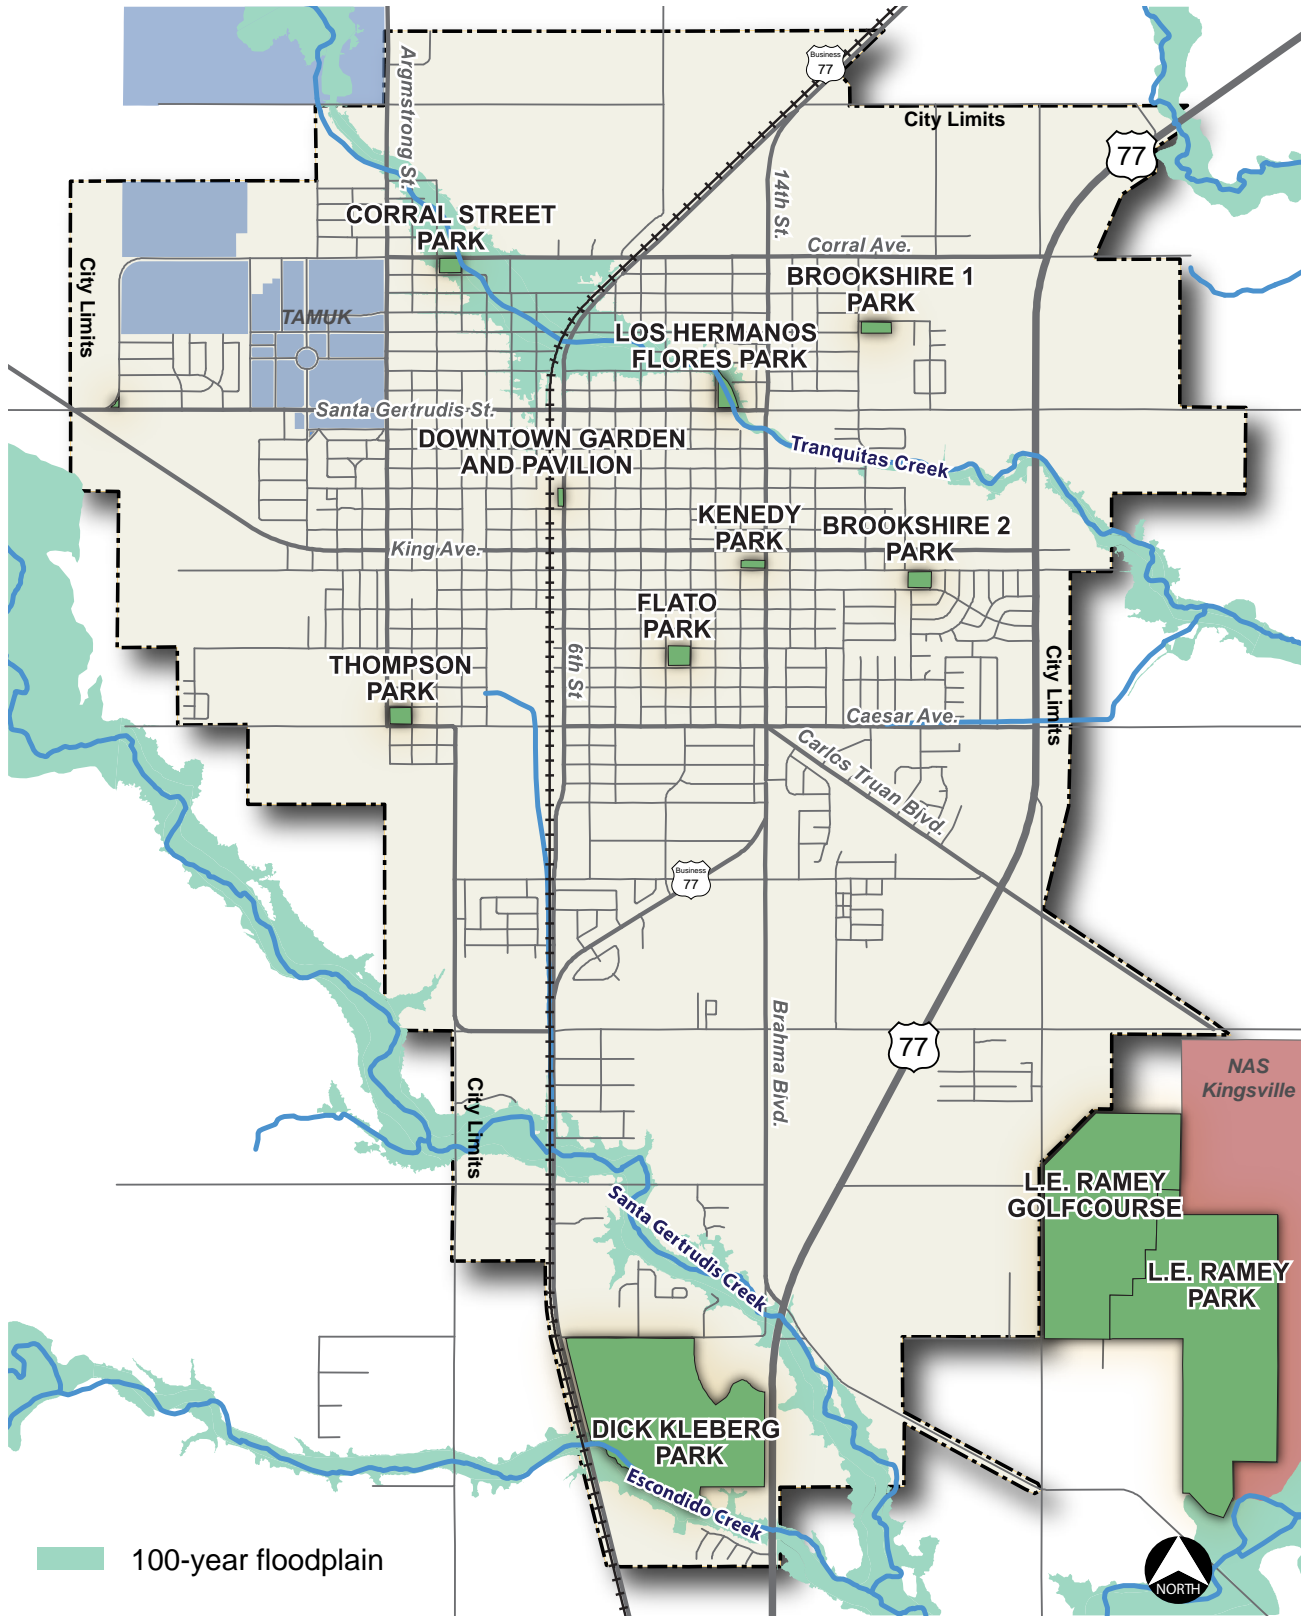 Business
77
Argmstrong St.
City Limits
77
14th St.
CORRAL STREET
PARK
Corral Ave.
City Limits
BROOKSHIRE 1
PARK
TAMUK
LOS HERMANOS
FLORES PARK
Santa Gertrudis St.
DOWNTOWN GARDEN
AND PAVILION
Tranquitas Creek
KENEDY
PARK
BROOKSHIRE 2
PARK
King Ave.
FLATO
PARK
THOMPSON
PARK
6th St
City Limits
Caesar Ave.
Carlos Truan Blvd.
Business
77
Brahma Blvd.
77
NAS
Kingsville
City Limits
L.E. RAMEY
GOLFCOURSE
Santa Gertrudis Creek
L.E. RAMEY
PARK
DICK KLEBERG
PARK
Escondido Creek
100-year floodplain
NORTH